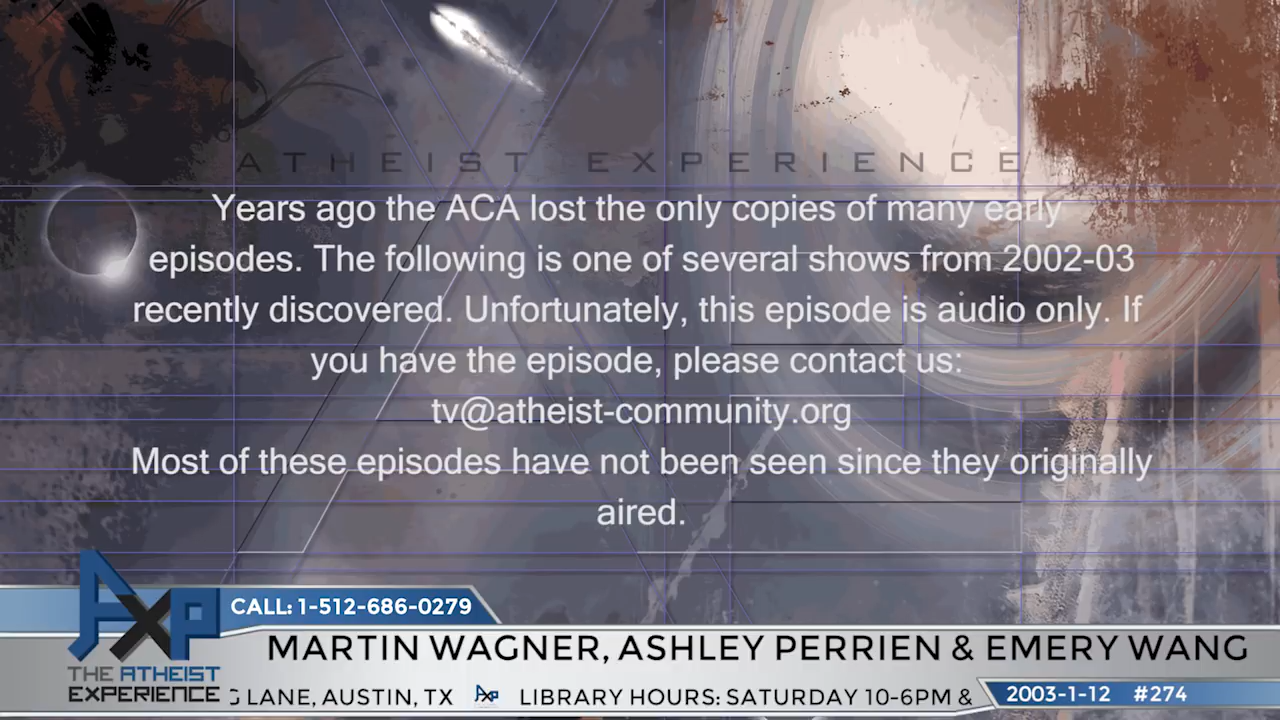 ATHEIST EXPERIENCE
Years ago the ACA lost the only copies of many early
episodes. The following is one of several shows from 2002-03
recently discovered. Unfortunately, this episode is audio only. If
you have the episode, please contact us:
tv@atheist-community.org
Most of these episodes have not been seen since they originally
aired.
CALL: 1-512-686-0279
MARTIN WAGNER, ASHLEY PERRIEN & EMERY WANG
AXP
THE ATHEIST
EXPERIENCE
LANE, AUSTIN, TX AXP LIBRARY HOURS: SATURDAY 10-6PM &
2003-1-12 #274